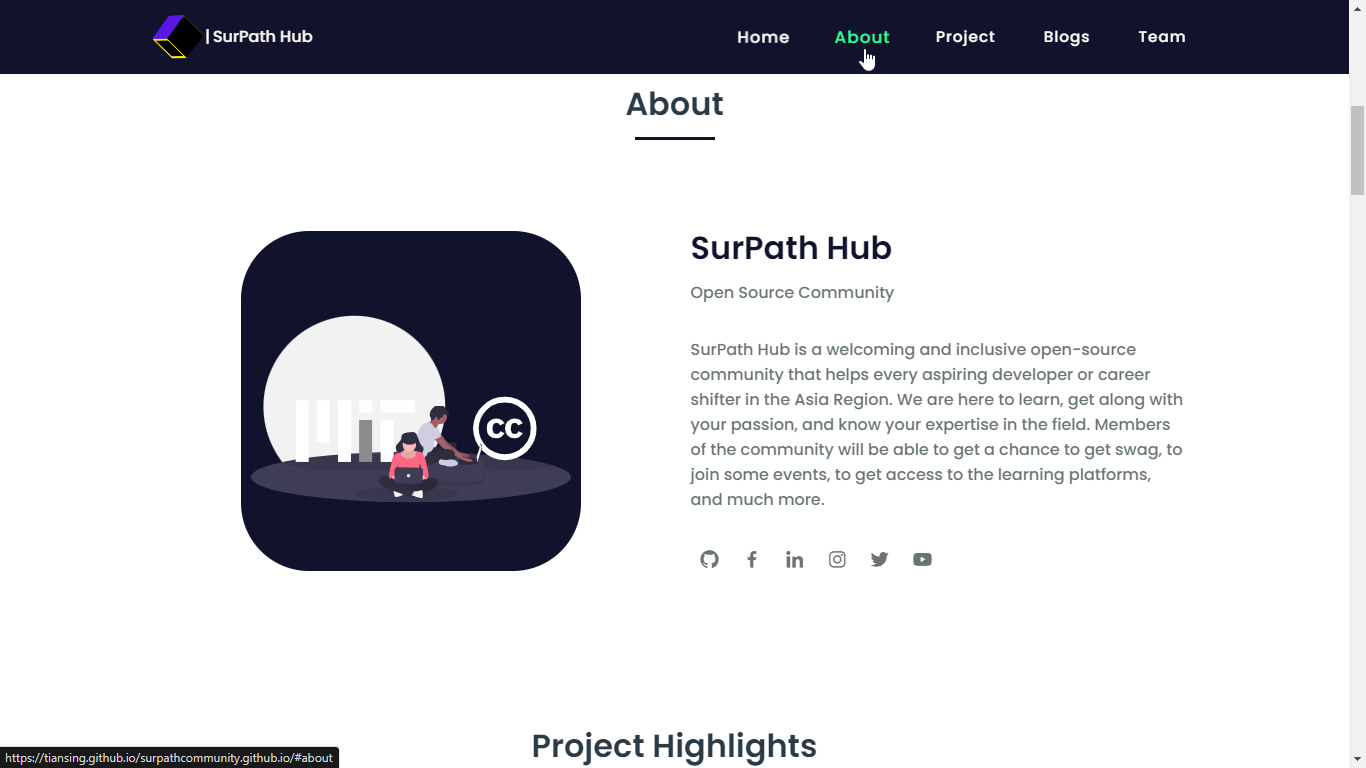 | SurPath Hub
Home About Project Blogs Team
About
MIT
CC
SurPath Hub
Open Source Community
SurPath Hub is a welcoming and inclusive open-source
community that helps every aspiring developer or career
shifter in the Asia Region. We are here to learn, get along with
your passion, and know your expertise in the field. Members
of the community will be able to get a chance to get swag, to
join some events, to get access to the learning platforms,
and much more.
Project Highlights
https://tiansing.github.io/surpathcommunity.github.io/#about